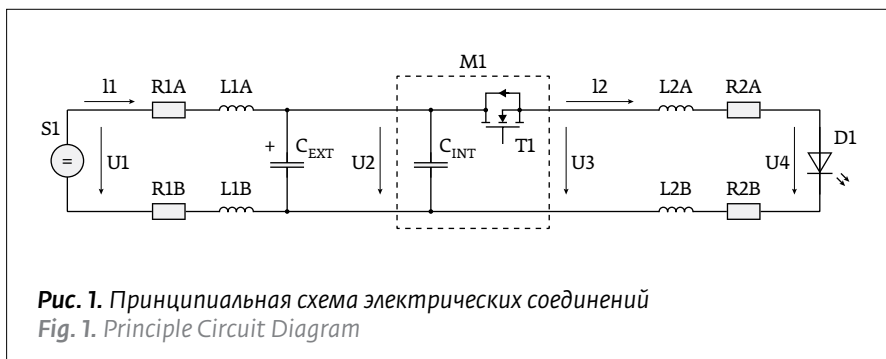 M1
I1 R1A L1A I2 L2A R2A
S1 U1 + C_EXT U2 C_INT T1 U3 U4 D1
=
R1B L1B L2B R2B
Рис. 1. Принципиальная схема электрических соединений
Fig. 1. Principle Circuit Diagram